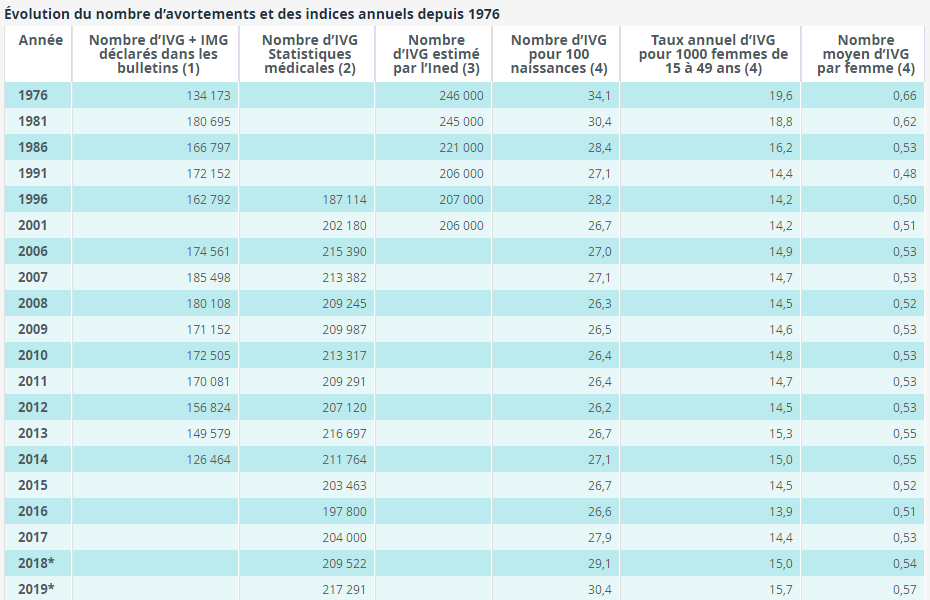 Évolution du nombre d’avortements et des indices annuels depuis 1976
Année Nombre d’IVG + IMG déclarés dans les bulletins (1) Nombre d’IVG Statistiques médicales (2) Nombre d’IVG estimé par l’Ined (3) Nombre d’IVG pour 100 naissances (4) Taux annuel d’IVG pour 1000 femmes de 15 à 49 ans (4) Nombre moyen d’IVG par femme (4)
1976 134 173 246 000 34,1 19,6 0,66
1981 180 695 245 000 30,4 18,8 0,62
1986 166 797 221 000 28,4 16,2 0,53
1991 172 152 206 000 27,1 14,4 0,48
1996 162 792 187 114 207 000 28,2 14,2 0,50
2001 202 180 206 000 26,7 14,2 0,51
2006 174 561 215 390 27,0 14,9 0,53
2007 185 498 213 382 27,1 14,7 0,53
2008 180 108 209 245 26,3 14,5 0,52
2009 171 152 209 987 26,5 14,6 0,53
2010 172 505 213 317 26,4 14,8 0,53
2011 170 081 209 291 26,4 14,7 0,53
2012 156 824 207 120 26,2 14,5 0,53
2013 149 579 216 697 26,7 15,3 0,55
2014 126 464 211 764 27,1 15,0 0,55
2015 203 463 26,7 14,5 0,52
2016 197 800 26,6 13,9 0,51
2017 204 000 27,9 14,4 0,53
2018* 209 522 29,1 15,0 0,54
2019* 217 291 30,4 15,7 0,57